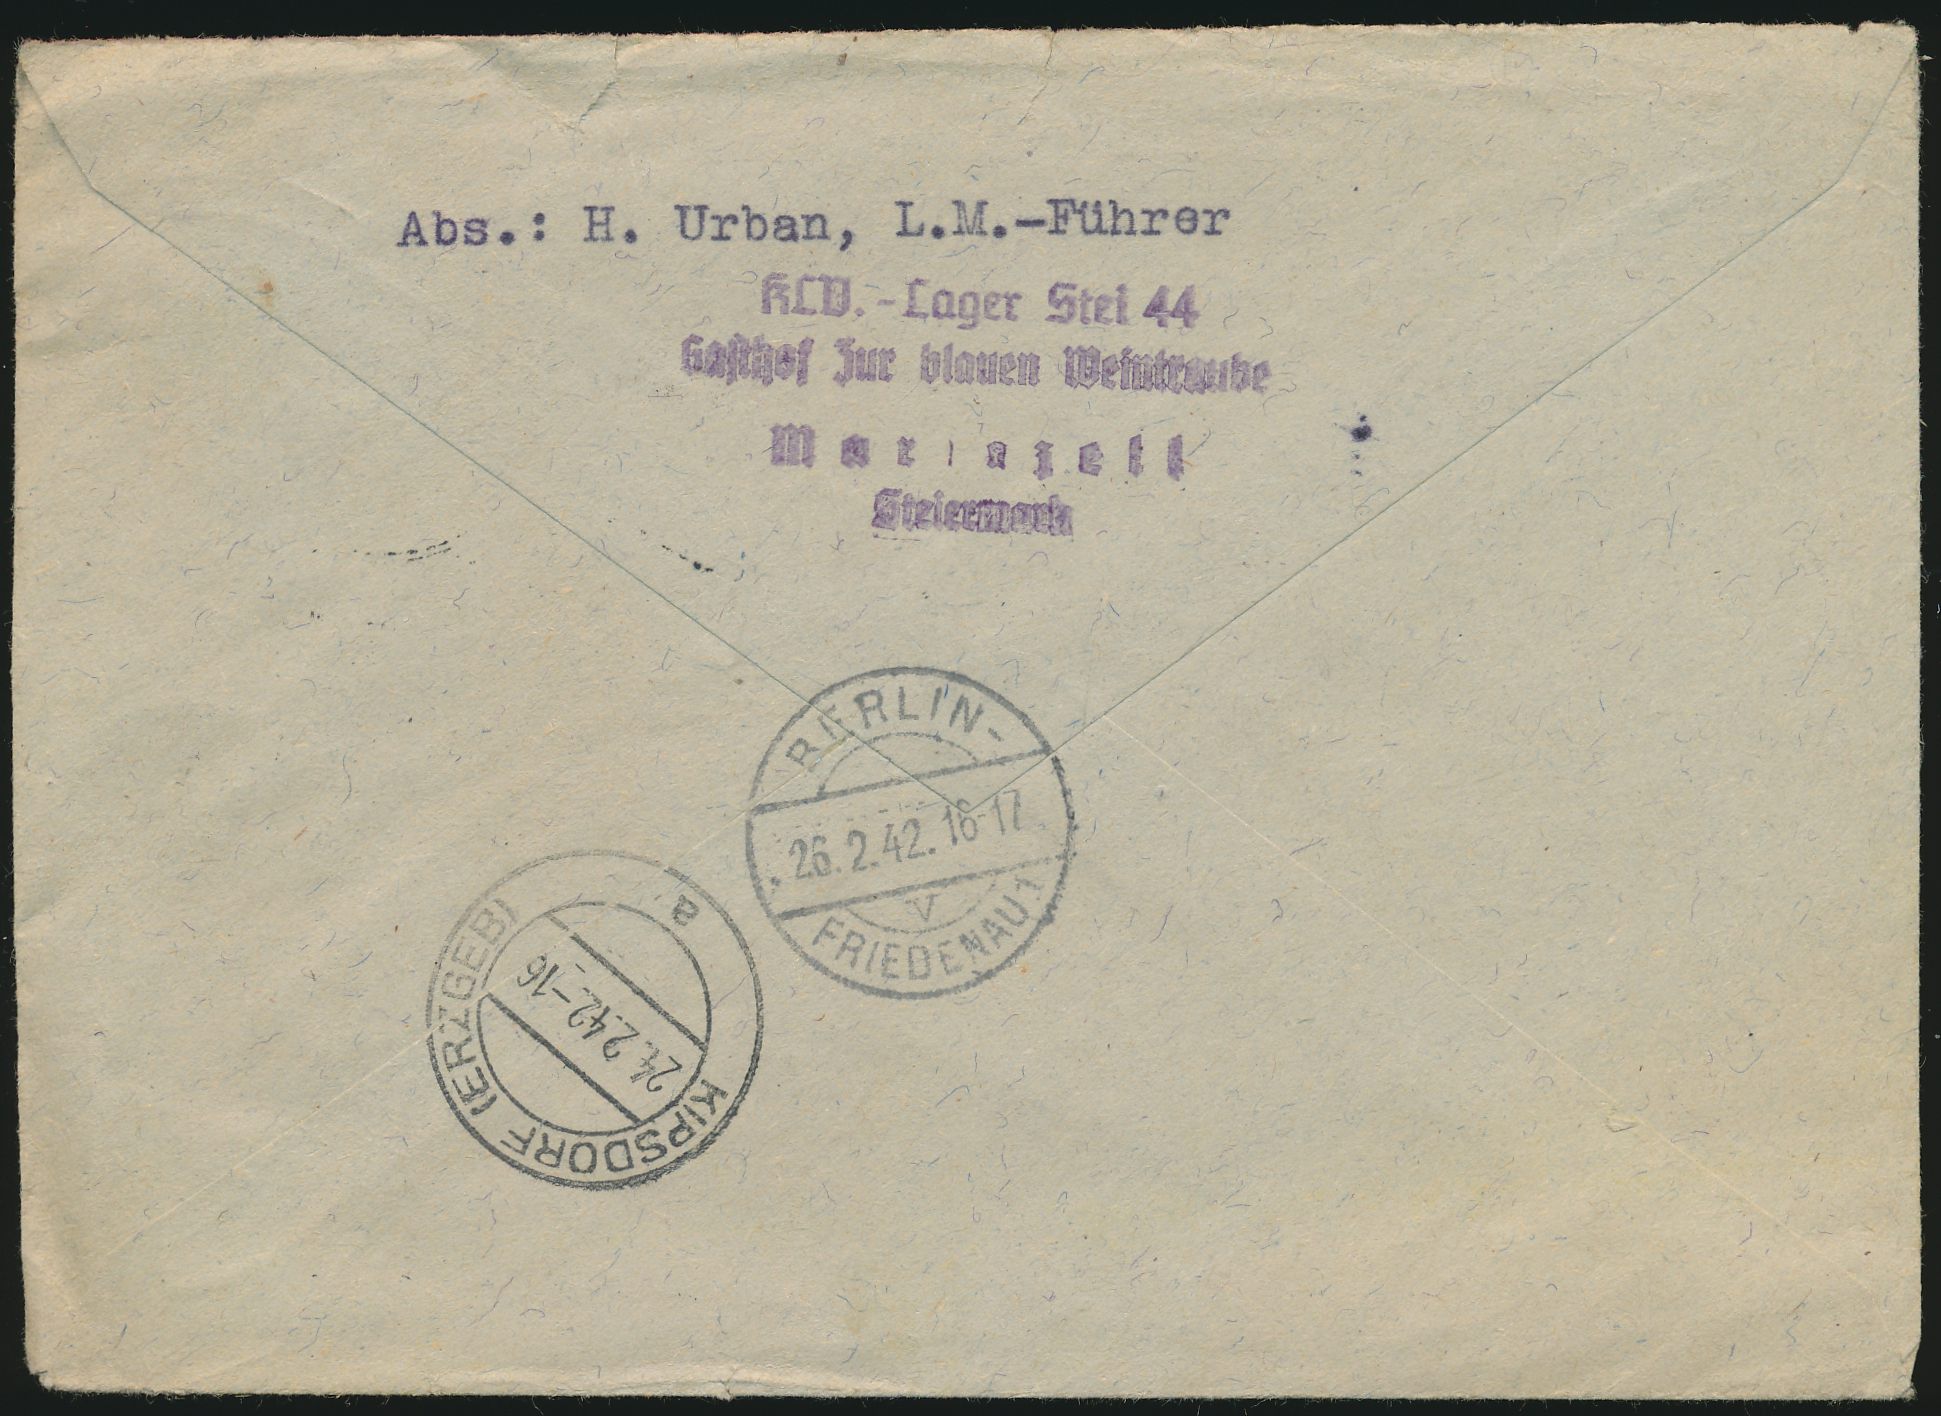 Abs.: H. Urban, L.M.-Führer
KLV.-Lager Stei 44
Gasthof Zur blauen Weintraube
Mariazell
Steiermark
BERLIN-
26.2.42.16-17
v
FRIEDENAU 1
a
24.2.42.-16
KIPSDORF (ERZGEB)